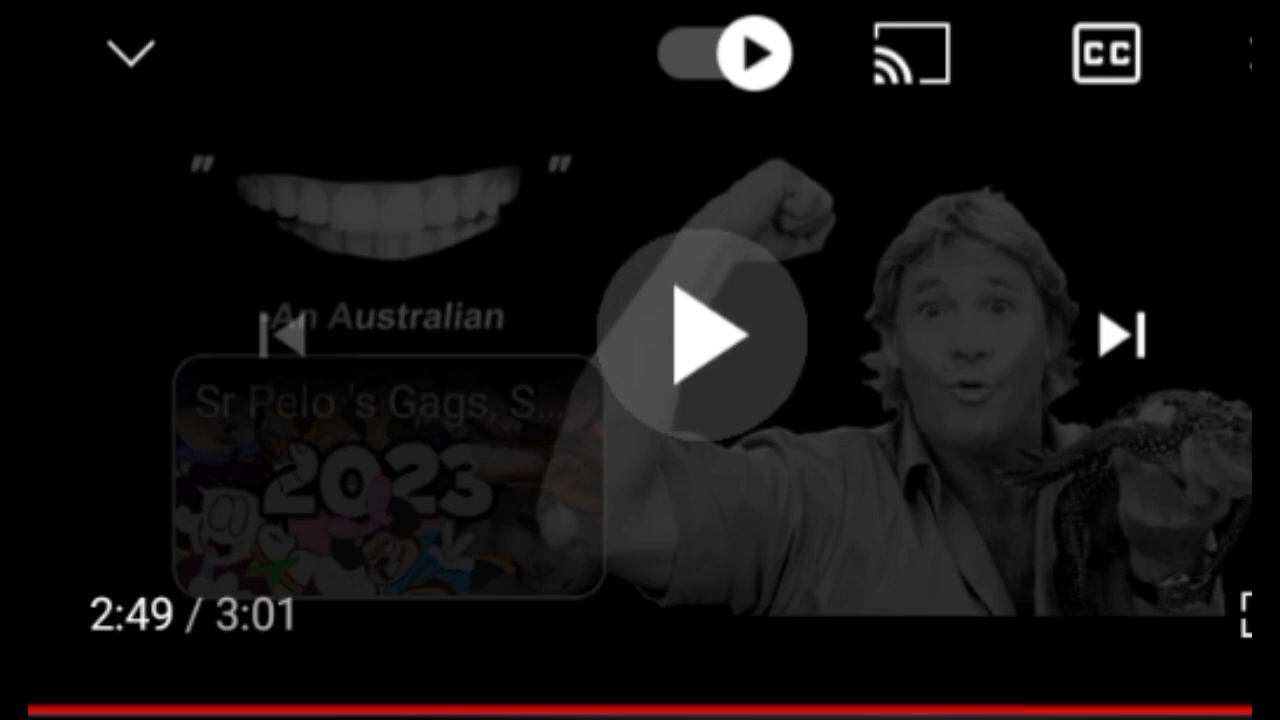 CC
" "
-An Australian
Sr Pelo 's Gags, S...
2023
2:49 / 3:01